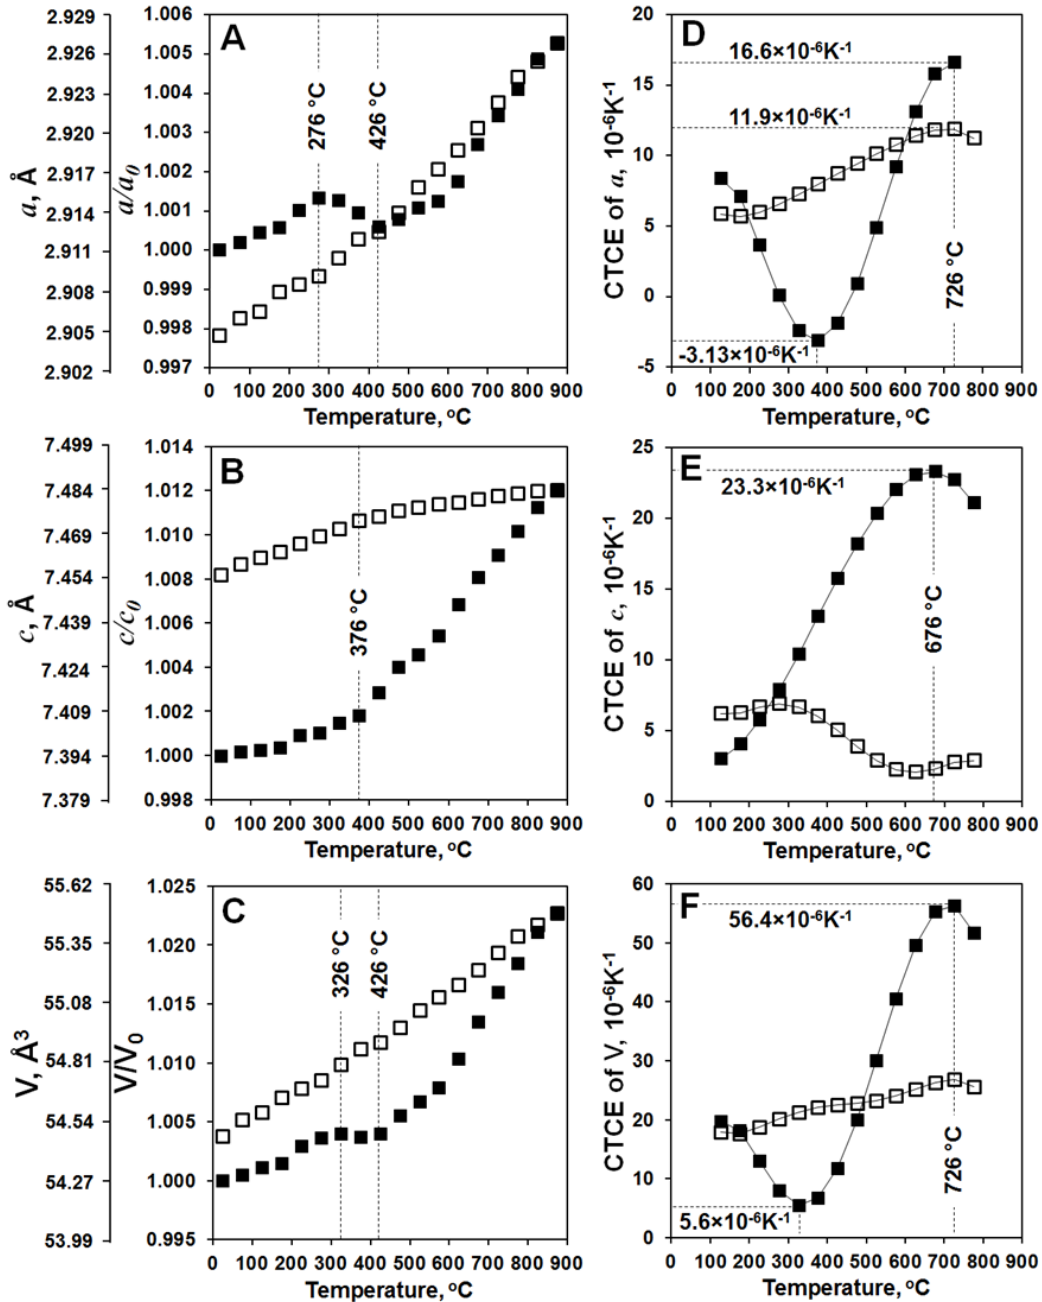 A
a, Å
2.929
2.926
2.923
2.920
2.917
2.914
2.911
2.908
2.905
2.902
a/a0
1.006
1.005
1.004
1.003
1.002
1.001
1.000
0.999
0.998
0.997
276 °C
426 °C
0 100 200 300 400 500 600 700 800 900
Temperature, °C
D
CTCE of a, 10-6K-1
20
15
10
5
0
-5
16.6×10-6K-1
11.9×10-6K-1
-3.13×10-6K-1
726 °C
0 100 200 300 400 500 600 700 800 900
Temperature, °C
B
c, Å
7.499
7.484
7.469
7.454
7.439
7.424
7.409
7.394
7.379
c/c0
1.014
1.012
1.010
1.008
1.006
1.004
1.002
1.000
0.998
376 °C
0 100 200 300 400 500 600 700 800 900
Temperature, °C
E
CTCE of c, 10-6K-1
25
20
15
10
5
0
23.3×10-6K-1
676 °C
0 100 200 300 400 500 600 700 800 900
Temperature, °C
C
V, Å3
55.62
55.35
55.08
54.81
54.54
54.27
53.99
V/V0
1.025
1.020
1.015
1.010
1.005
1.000
0.995
326 °C
426 °C
0 100 200 300 400 500 600 700 800 900
Temperature, °C
F
CTCE of V, 10-6K-1
60
50
40
30
20
10
0
56.4×10-6K-1
5.6×10-6K-1
726 °C
0 100 200 300 400 500 600 700 800 900
Temperature, °C